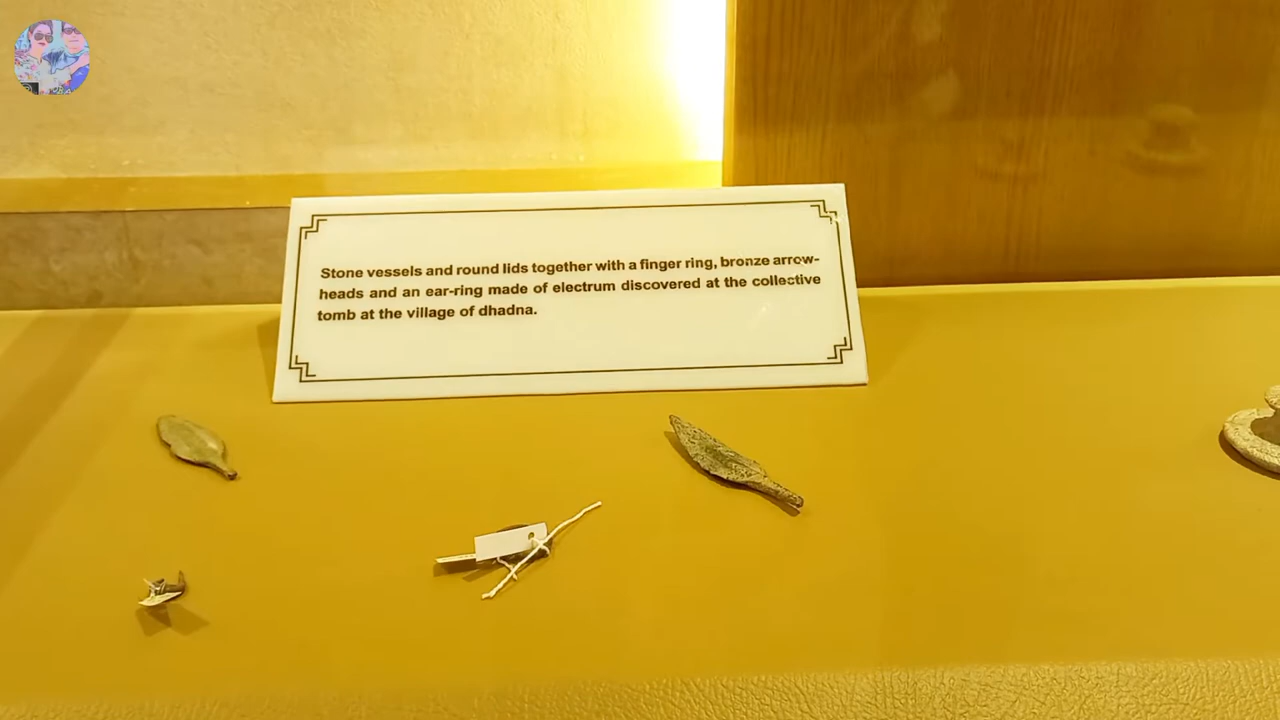 Stone vessels and round lids together with a finger ring, bronze arrow-
heads and an ear-ring made of electrum discovered at the collective
tomb at the village of dhadna.